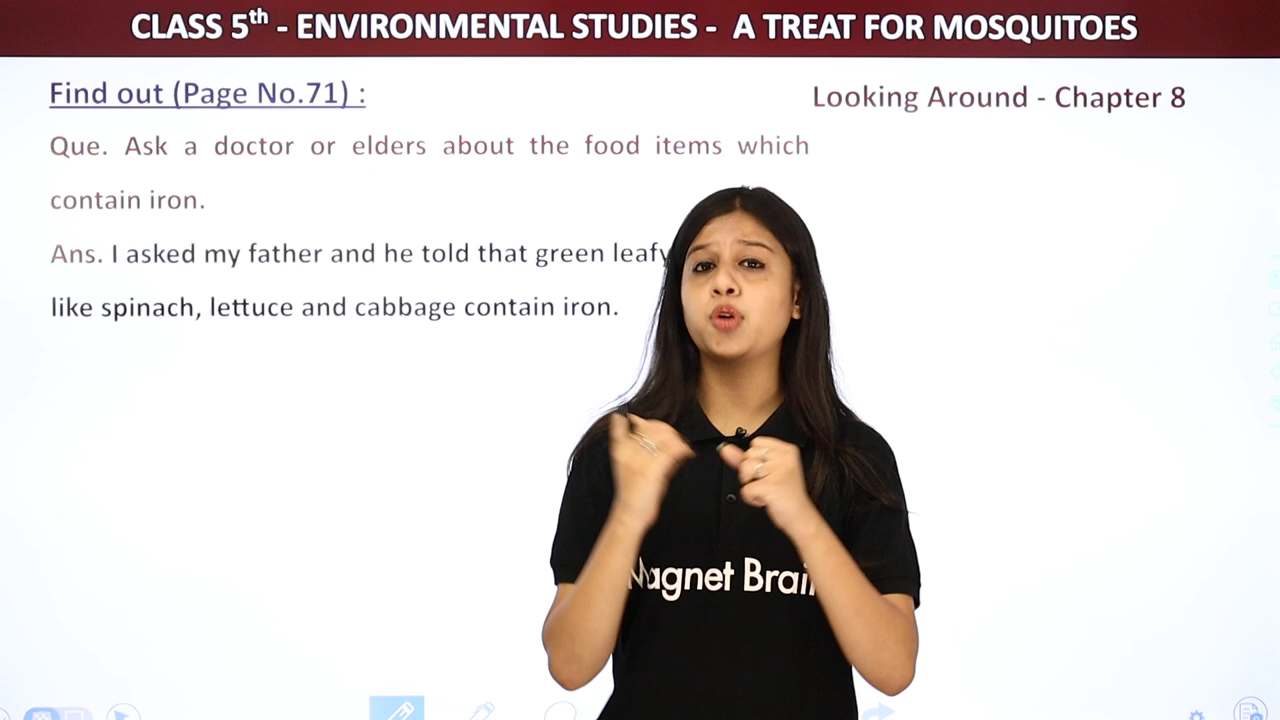 CLASS 5th - ENVIRONMENTAL STUDIES - A TREAT FOR MOSQUITOES
Find out (Page No.71) :
Looking Around - Chapter 8
Que. Ask a doctor or elders about the food items which
contain iron.
Ans. I asked my father and he told that green leafy
like spinach, lettuce and cabbage contain iron.
Magnet Brai